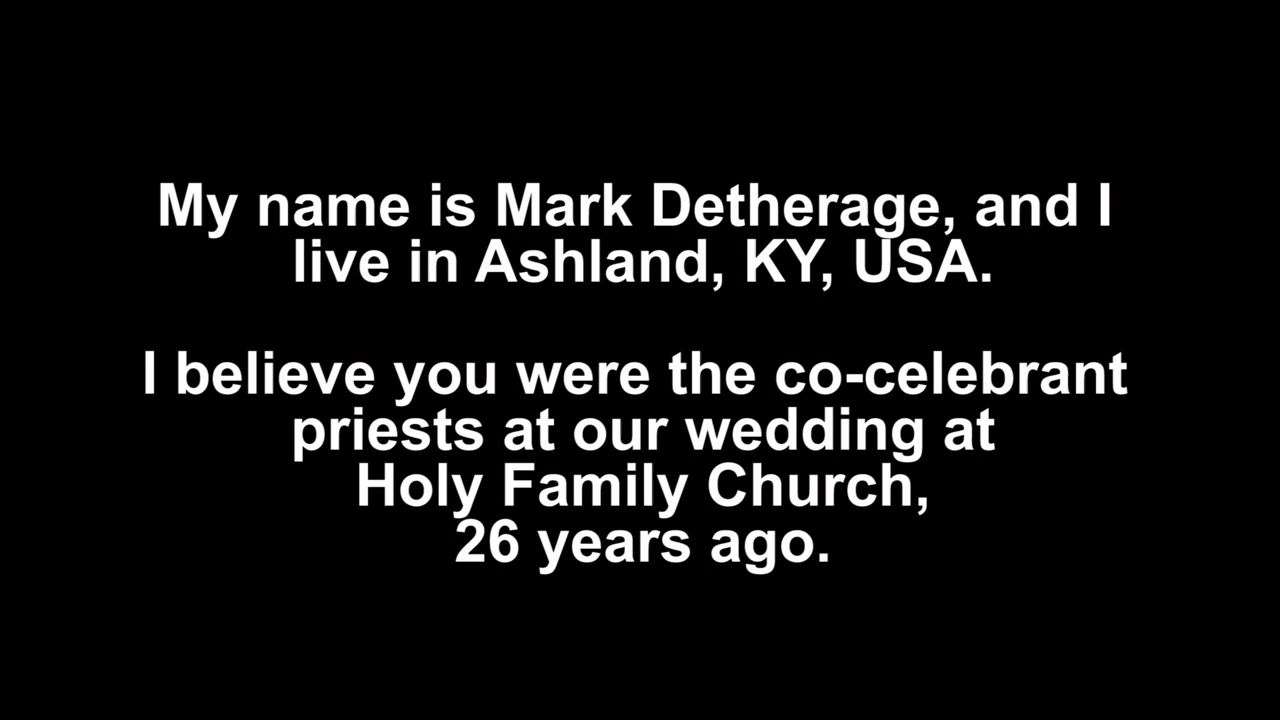 My name is Mark Detherage, and I
live in Ashland, KY, USA.
I believe you were the co-celebrant
priests at our wedding at
Holy Family Church,
26 years ago.